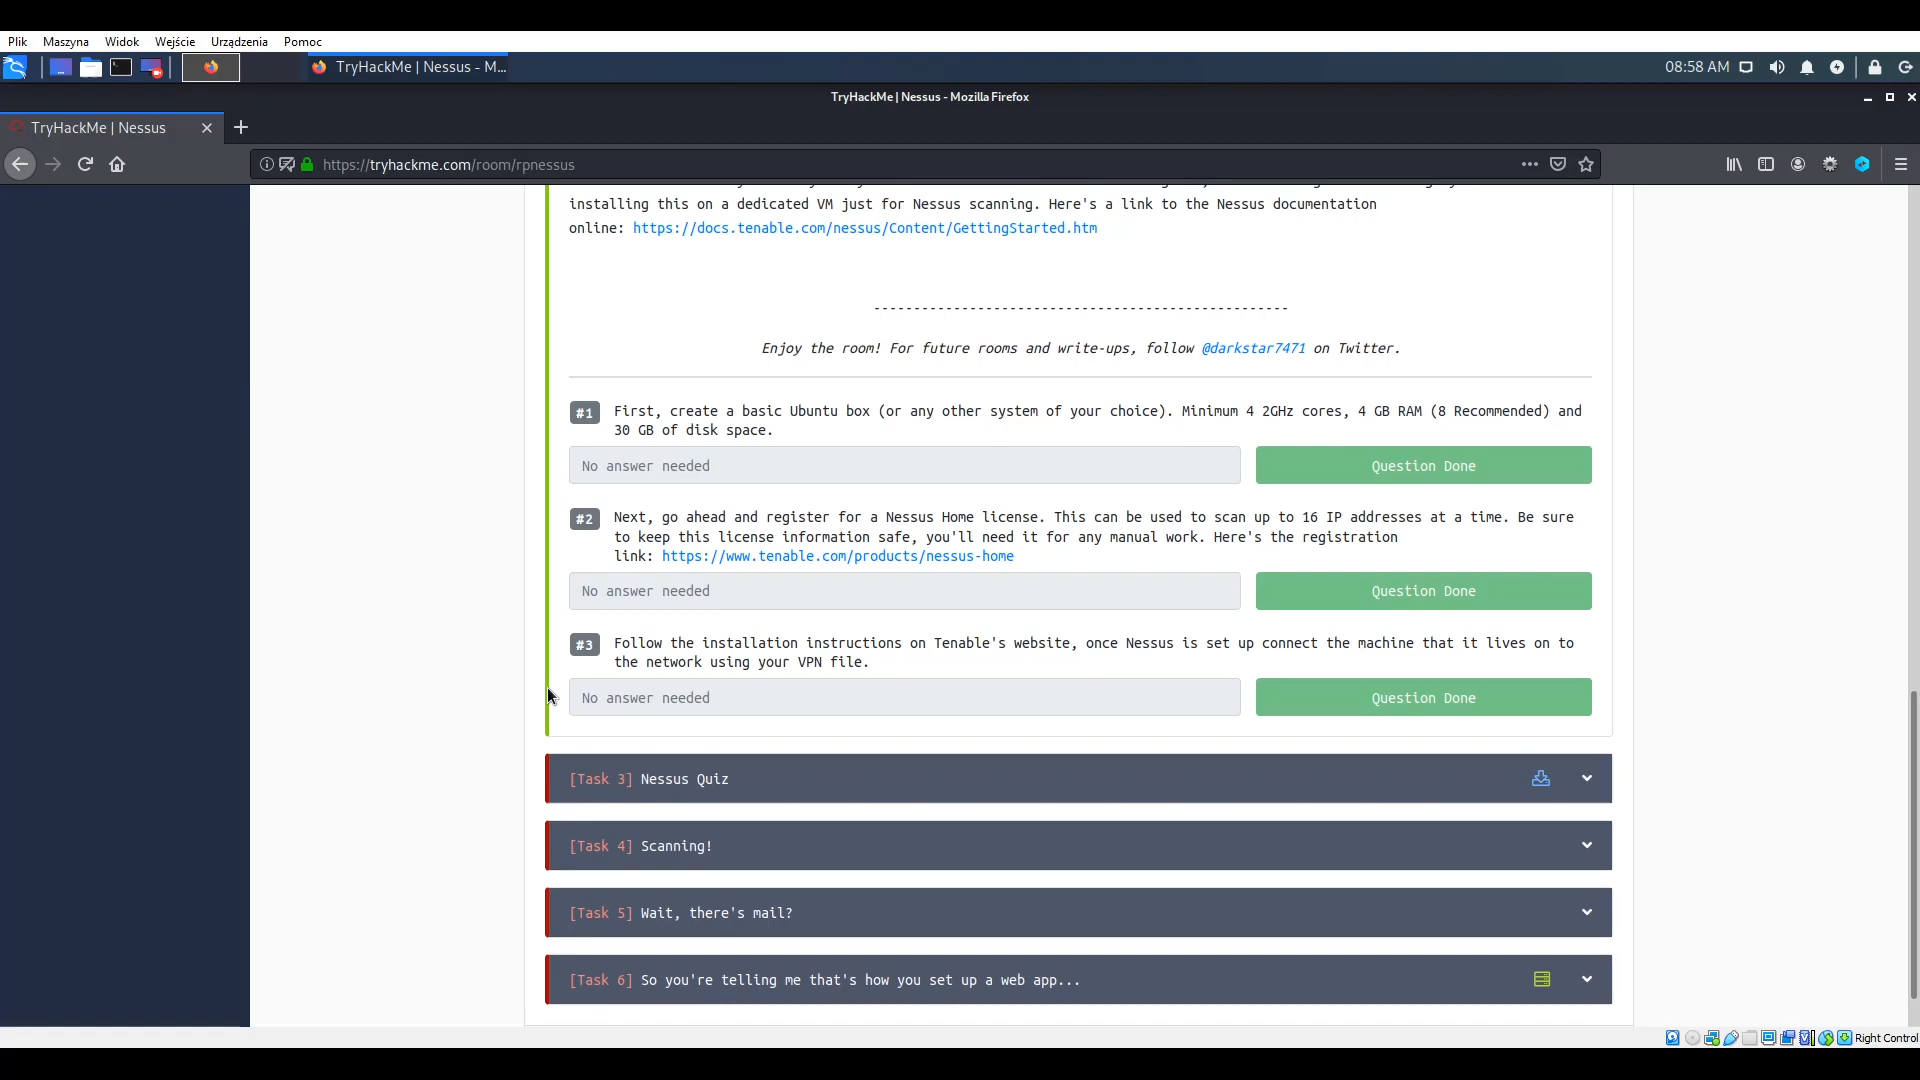 Plik Maszyna Widok Wejście Urządzenia Pomoc
TryHackMe | Nessus - M...
08:58 AM
TryHackMe | Nessus - Mozilla Firefox
TryHackMe | Nessus
https://tryhackme.com/room/rpnessus
installing this on a dedicated VM just for Nessus scanning. Here's a link to the Nessus documentation
online: https://docs.tenable.com/nessus/Content/GettingStarted.htm
----------------------------------------------------
Enjoy the room! For future rooms and write-ups, follow @darkstar7471 on Twitter.
#1 First, create a basic Ubuntu box (or any other system of your choice). Minimum 4 2GHz cores, 4 GB RAM (8 Recommended) and
30 GB of disk space.
No answer needed Question Done
#2 Next, go ahead and register for a Nessus Home license. This can be used to scan up to 16 IP addresses at a time. Be sure
to keep this license information safe, you'll need it for any manual work. Here's the registration
link: https://www.tenable.com/products/nessus-home
No answer needed Question Done
#3 Follow the installation instructions on Tenable's website, once Nessus is set up connect the machine that it lives on to
the network using your VPN file.
No answer needed Question Done
[Task 3] Nessus Quiz
[Task 4] Scanning!
[Task 5] Wait, there's mail?
[Task 6] So you're telling me that's how you set up a web app...
Right Control